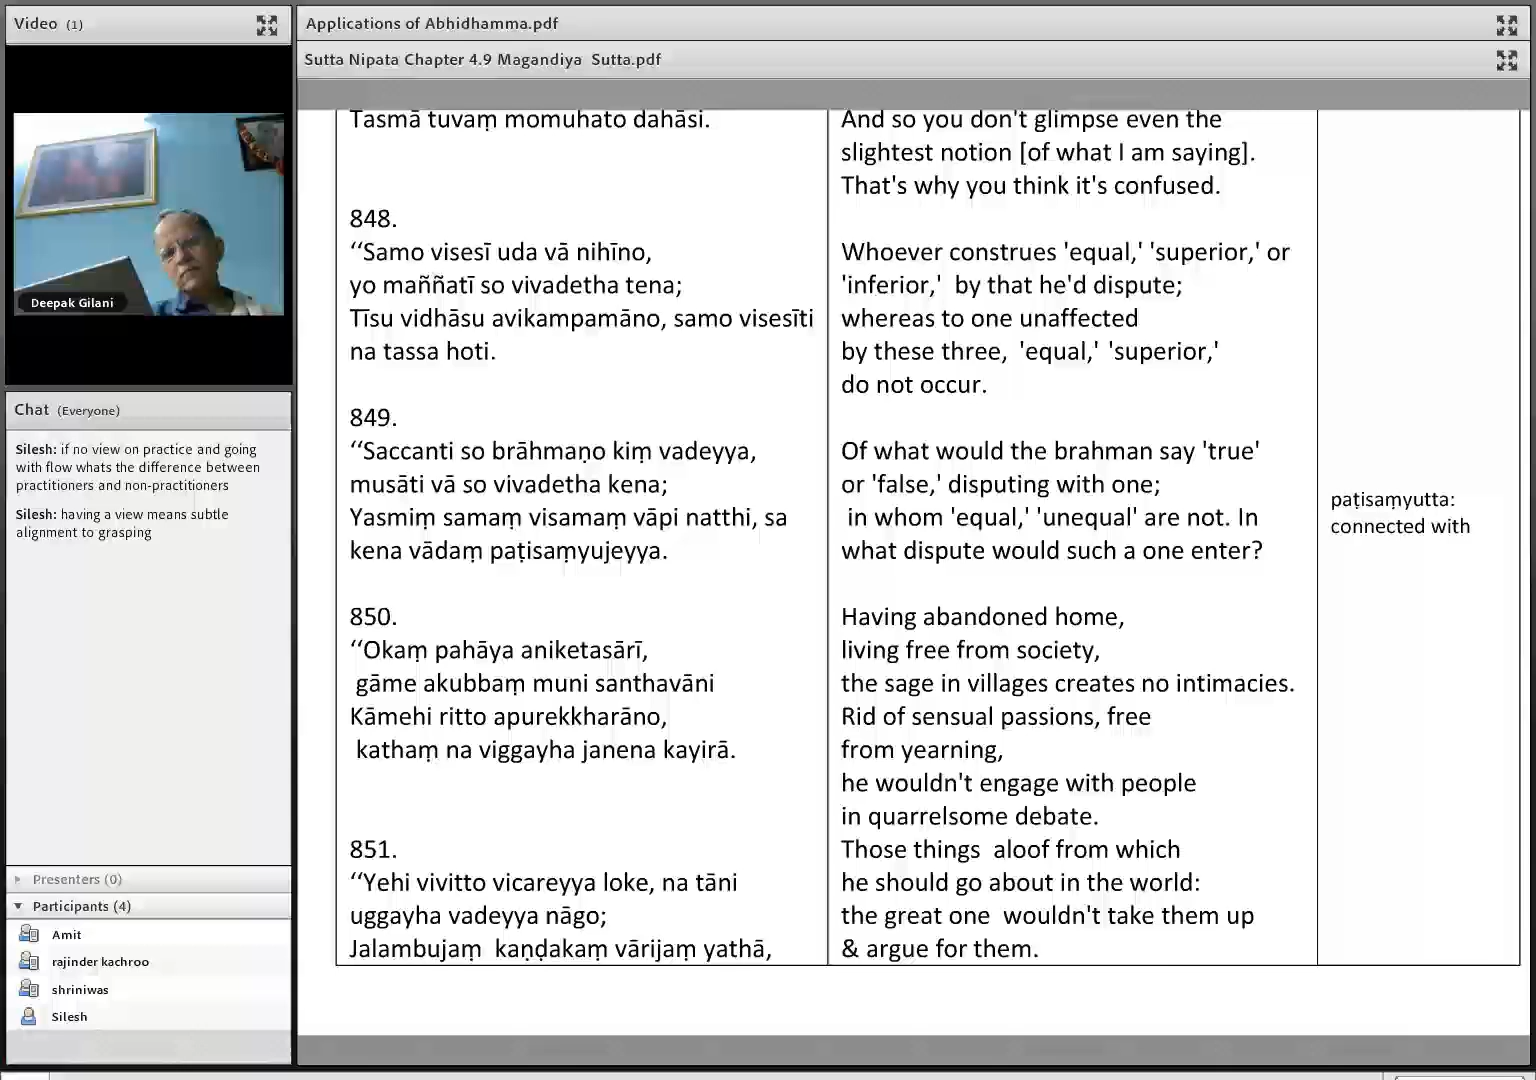 Video (1)
Deepak Gilani
Chat (Everyone)
Silesh: if no view on practice and going
with flow whats the difference between
practitioners and non-practitioners
Silesh: having a view means subtle
alignment to grasping
Presenters (0)
Participants (4)
Amit
rajinder kachroo
shriniwas
Silesh
Applications of Abhidhamma.pdf
Sutta Nipata Chapter 4.9 Magandiya  Sutta.pdf
Tasmā tuvaṃ momuhato dahāsi.
848.
‘‘Samo visesī uda vā nihīno,
yo maññatī so vivadetha tena;
Tīsu vidhāsu avikampamāno, samo visesīti
na tassa hoti.
849.
‘‘Saccanti so brāhmaṇo kiṃ vadeyya,
musāti vā so vivadetha kena;
Yasmiṃ samaṃ visamaṃ vāpi natthi, sa
kena vādaṃ paṭisaṃyujeyya.
850.
‘‘Okaṃ pahāya aniketasārī,
gāme akubbaṃ muni santhavāni
Kāmehi ritto apurekkharāno,
kathaṃ na viggayha janena kayirā.
851.
‘‘Yehi vivitto vicareyya loke, na tāni
uggayha vadeyya nāgo;
Jalambujaṃ  kaṇḍakaṃ vārijaṃ yathā,
And so you don't glimpse even the
slightest notion [of what I am saying].
That's why you think it's confused.
Whoever construes 'equal,' 'superior,' or
'inferior,'  by that he'd dispute;
whereas to one unaffected
by these three,  'equal,' 'superior,'
do not occur.
Of what would the brahman say 'true'
or 'false,' disputing with one;
in whom 'equal,' 'unequal' are not. In
what dispute would such a one enter?
Having abandoned home,
living free from society,
the sage in villages creates no intimacies.
Rid of sensual passions, free
from yearning,
he wouldn't engage with people
in quarrelsome debate.
Those things  aloof from which
he should go about in the world:
the great one  wouldn't take them up
& argue for them.
paṭisaṃyutta:
connected with